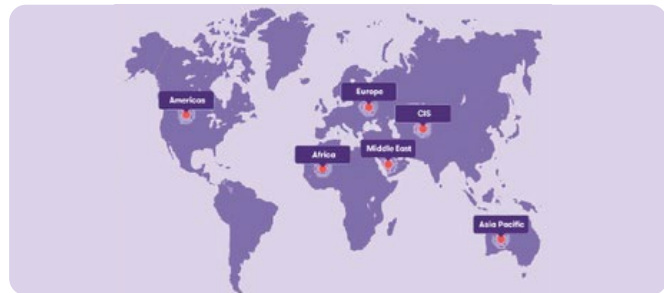 Europe
Americas
CIS
Middle East
Africa
Asia Pacific